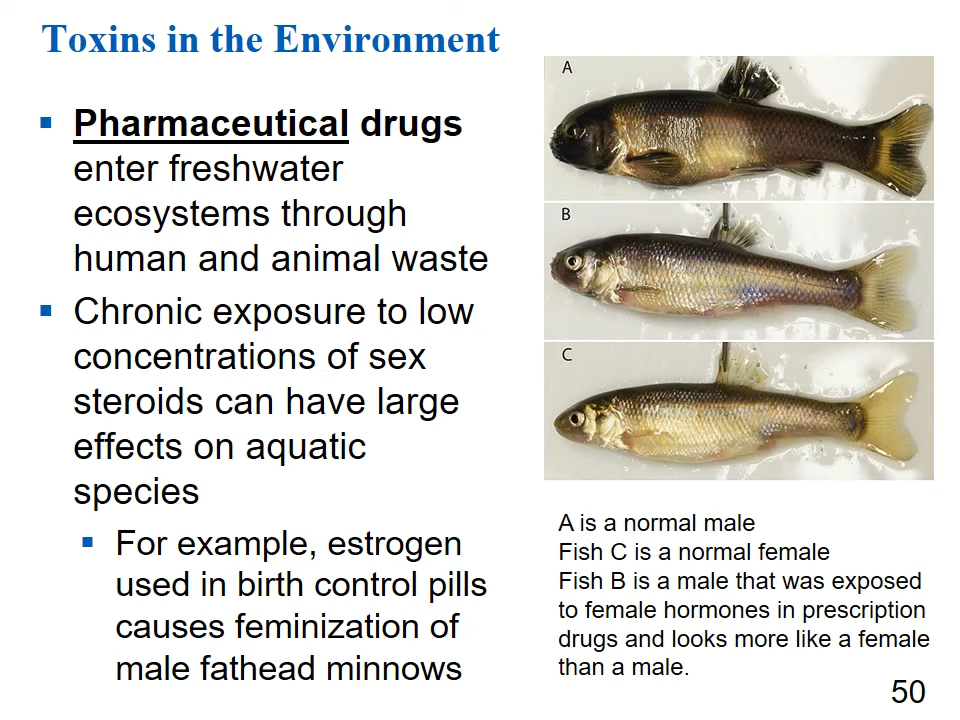 Toxins in the Environment
Pharmaceutical drugs
enter freshwater
ecosystems through
human and animal waste
Chronic exposure to low
concentrations of sex
steroids can have large
effects on aquatic
species
For example, estrogen
used in birth control pills
causes feminization of
male fathead minnows
A
B
C
A is a normal male
Fish C is a normal female
Fish B is a male that was exposed
to female hormones in prescription
drugs and looks more like a female
than a male.
50